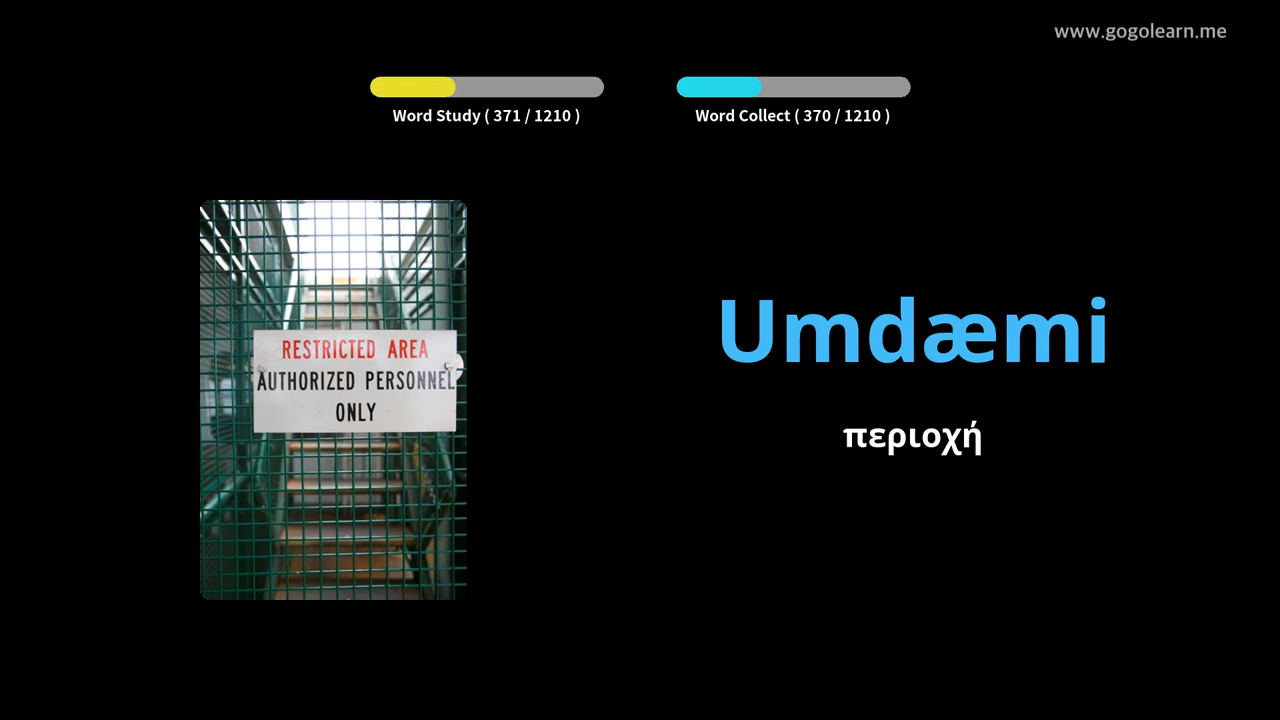 www.gogolearn.me
Word Study ( 371 / 1210 )
Word Collect ( 370 / 1210 )
RESTRICTED AREA
AUTHORIZED PERSONNEL
ONLY
Umdæmi
περιοχή